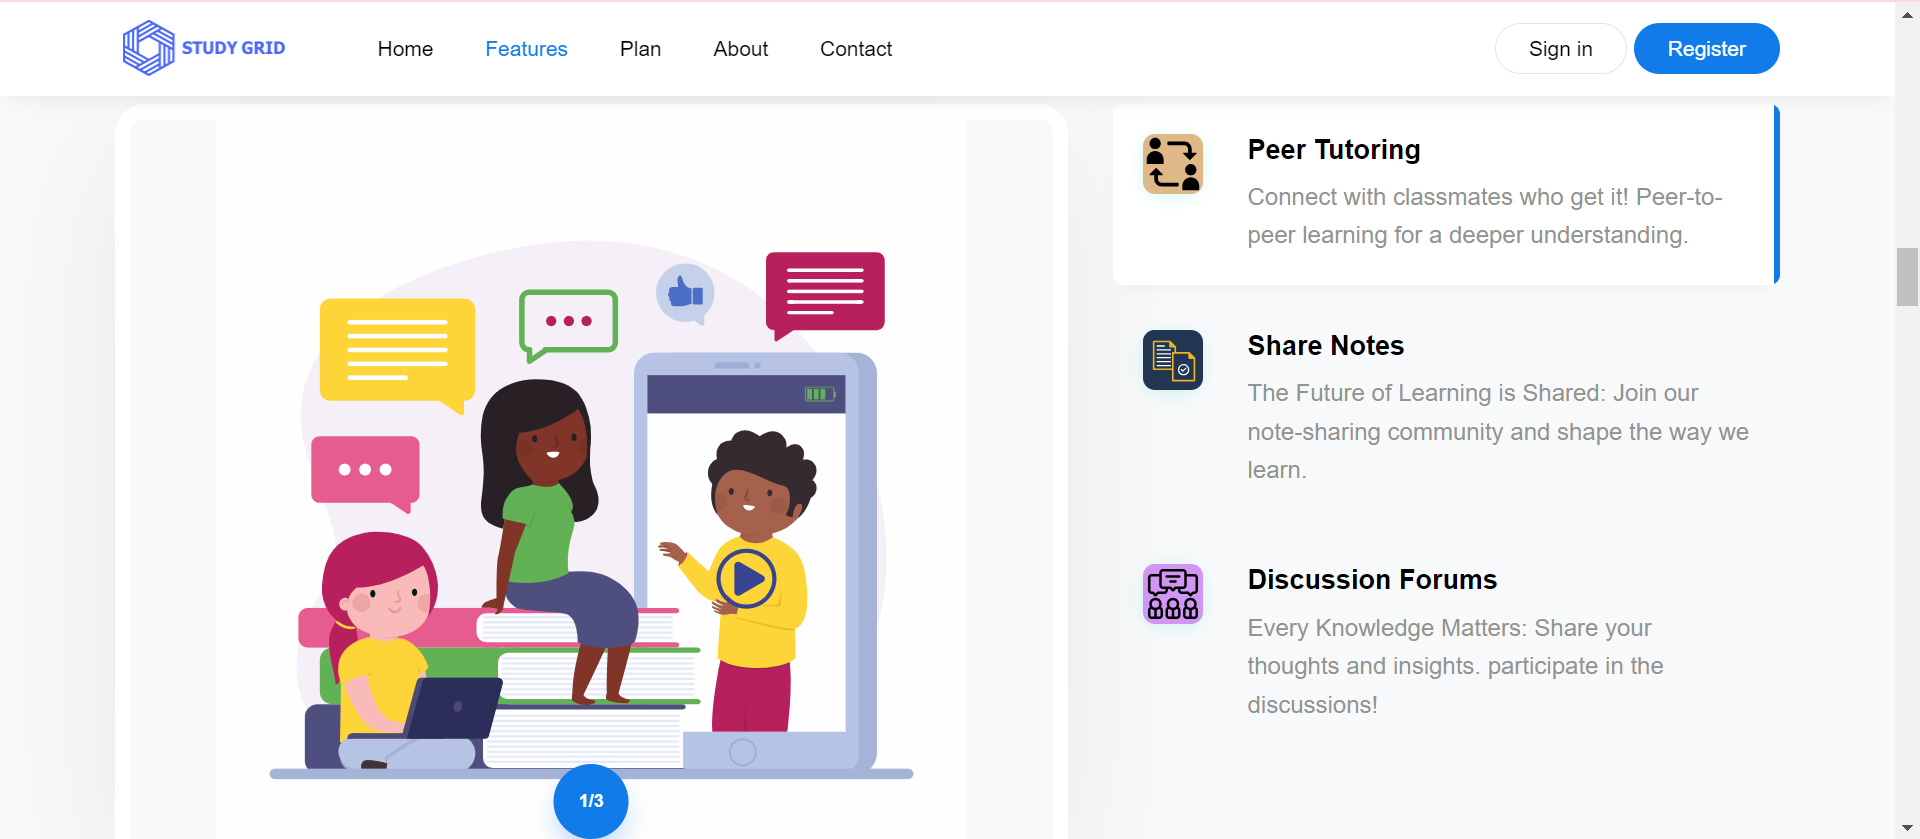 STUDY GRID
Home
Features
Plan
About
Contact
Sign in
Register
Peer Tutoring
Connect with classmates who get it! Peer-to-
peer learning for a deeper understanding.
Share Notes
The Future of Learning is Shared: Join our
note-sharing community and shape the way we
learn.
Discussion Forums
Every Knowledge Matters: Share your
thoughts and insights. participate in the
discussions!
1/3